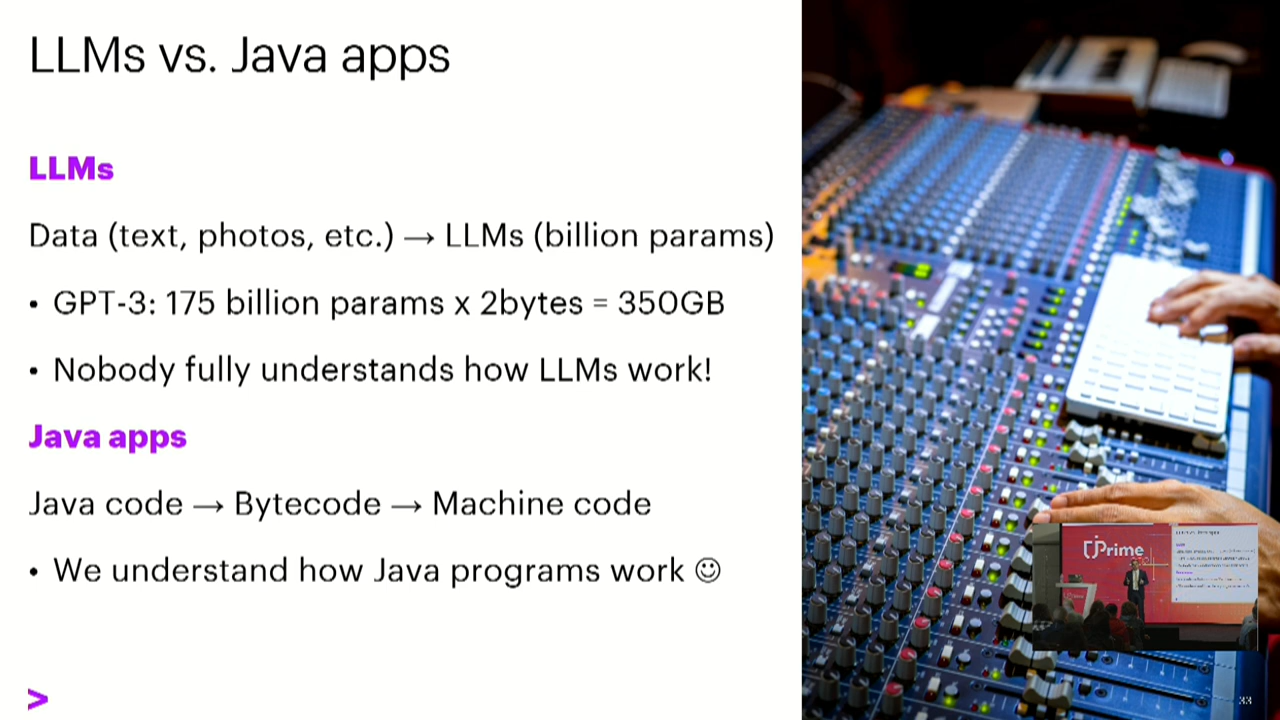 LLMs vs. Java apps
LLMs
Data (text, photos, etc.) → LLMs (billion params)
• GPT-3: 175 billion params x 2bytes = 350GB
• Nobody fully understands how LLMs work!
Java apps
Java code → Bytecode → Machine code
• We understand how Java programs work ☺
>
jPrime
33